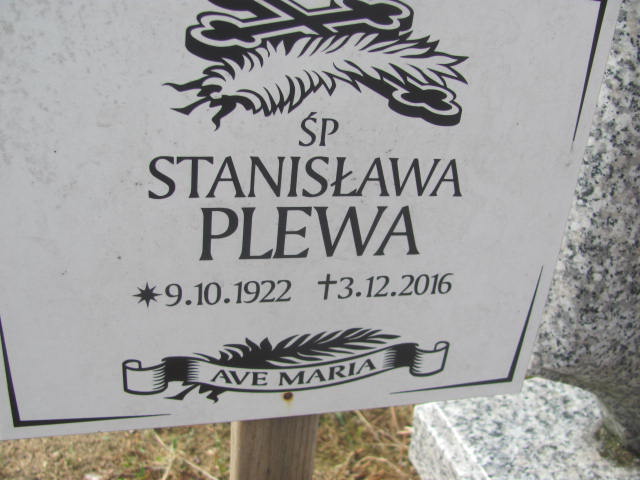 ŚP
STANISŁAWA
PLEWA
✷9.10.1922 ✝3.12.2016
AVE MARIA